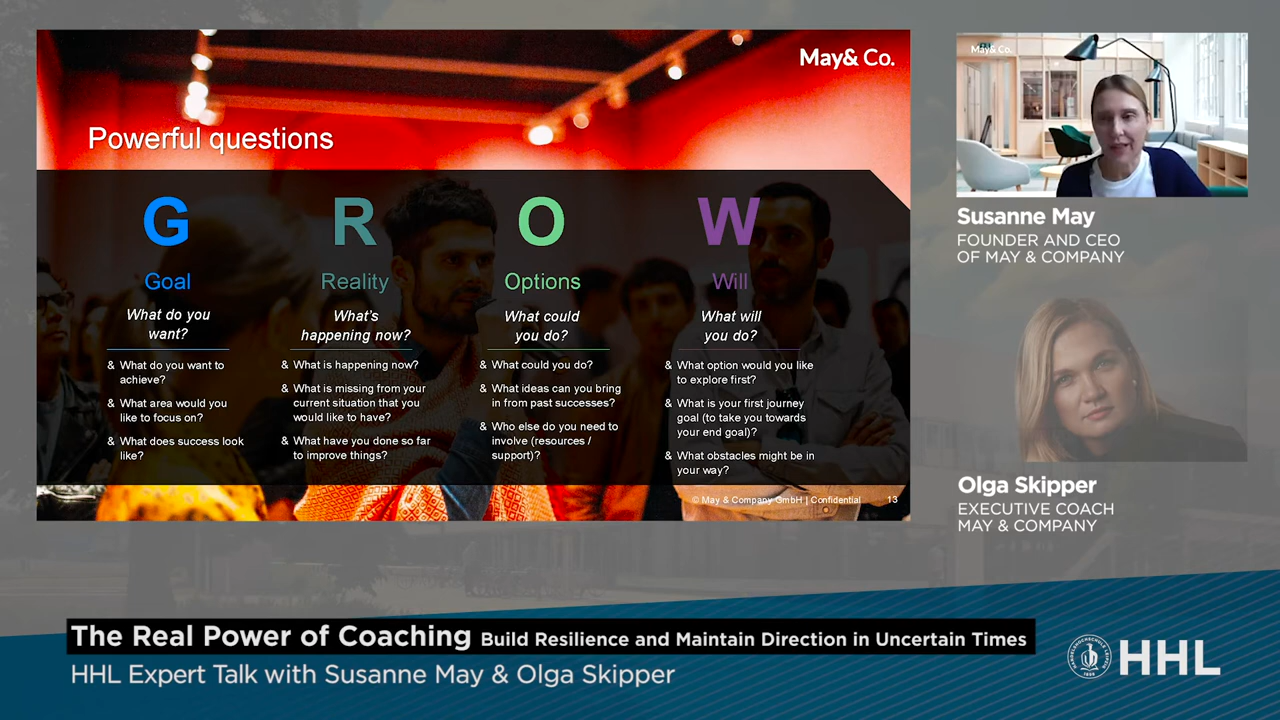 May& Co.
Powerful questions
G
Goal
What do you
want?
& What do you want to
achieve?
& What area would you
like to focus on?
& What does success look
like?
R
Reality
What's
happening now?
& What is happening now?
& What is missing from your
current situation that you
would like to have?
& What have you done so far
to improve things?
O
Options
What could
you do?
& What could you do?
& What ideas can you bring
in from past successes?
& Who else do you need to
involve (resources /
support)?
W
Will
What will
you do?
& What option would you like
to explore first?
& What is your first journey
goal (to take you towards
your end goal)?
& What obstacles might be in
your way?
© May & Company GmbH | Confidential 13
May& Co.
Susanne May
FOUNDER AND CEO
OF MAY & COMPANY
Olga Skipper
EXECUTIVE COACH
MAY & COMPANY
The Real Power of Coaching Build Resilience and Maintain Direction in Uncertain Times
HHL Expert Talk with Susanne May & Olga Skipper
HHL